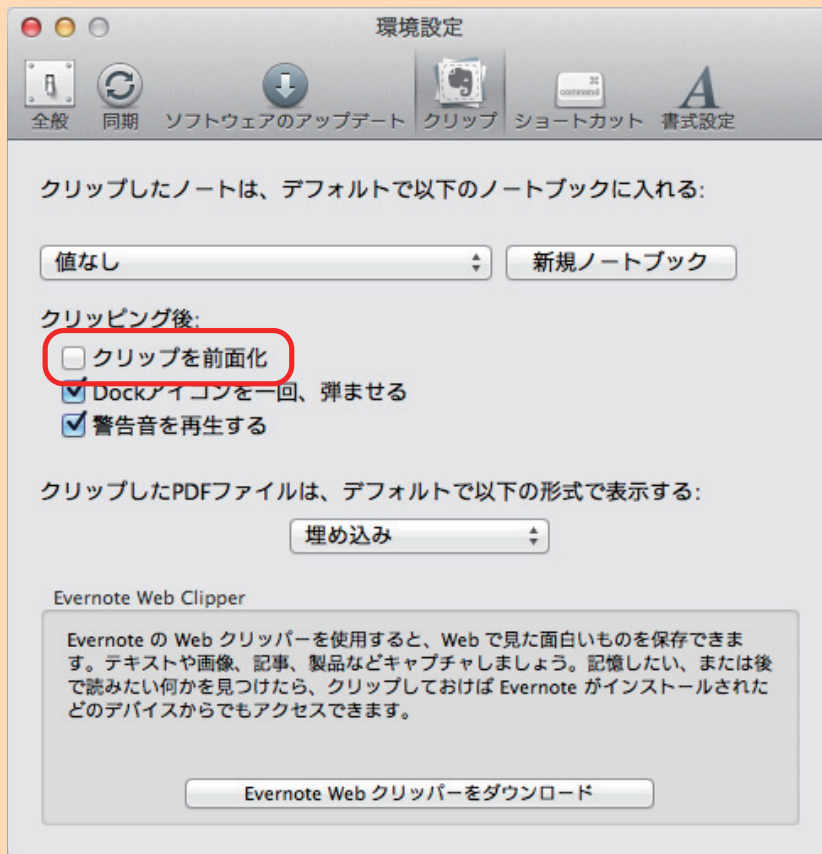 環境設定
全般 同期 ソフトウェアのアップデート クリップ command ショートカット 書式設定
クリップしたノートは、デフォルトで以下のノートブックに入れる:
値なし 新規ノートブック
クリッピング後:
クリップを前面化
Dockアイコンを一回、弾ませる
警告音を再生する
クリップしたPDFファイルは、デフォルトで以下の形式で表示する:
埋め込み
Evernote Web Clipper
Evernote の Web クリッパーを使用すると、Web で見た面白いものを保存できま
す。テキストや画像、記事、製品などキャプチャしましょう。記憶したい、または後
で読みたい何かを見つけたら、クリップしておけば Evernote がインストールされた
どのデバイスからでもアクセスできます。
Evernote Web クリッパーをダウンロード